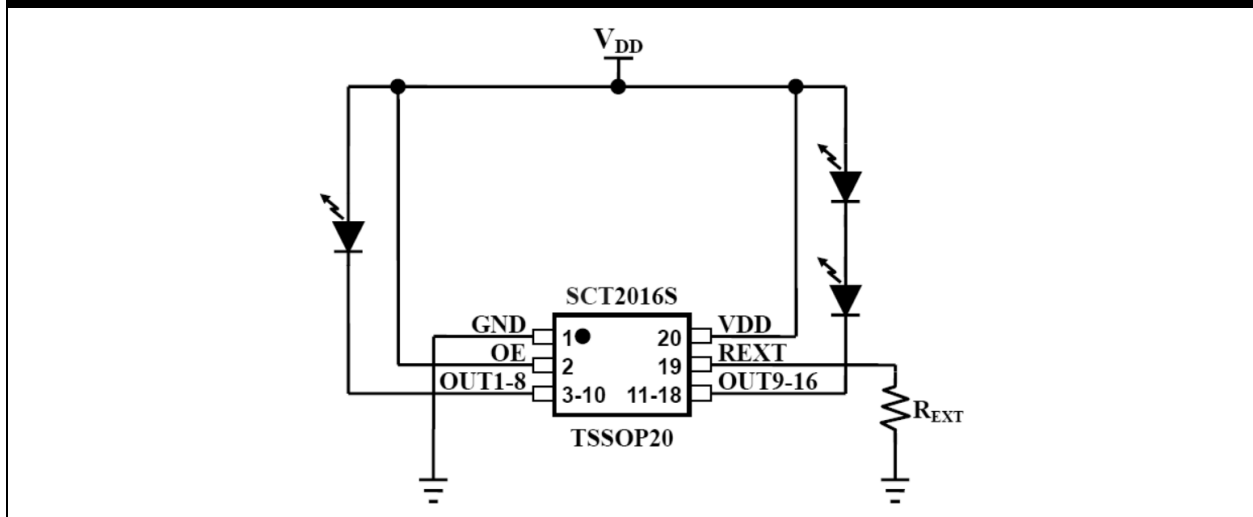 VDD
SCT2016S
GND 1 20 VDD
OE 2 19 REXT
OUT1-8 3-10 11-18 OUT9-16
REXT
TSSOP20